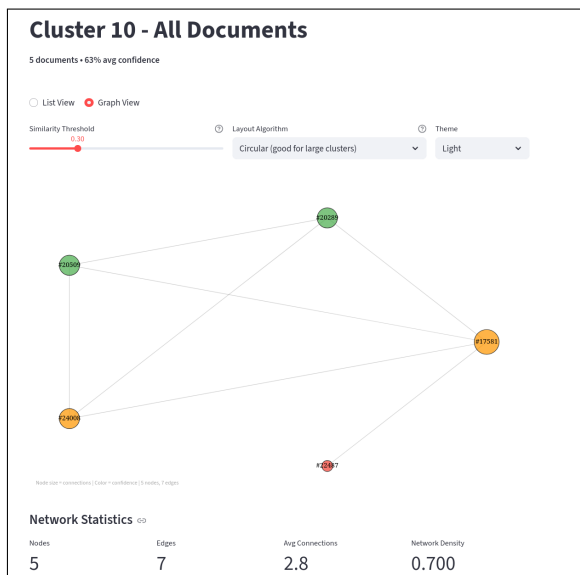 Cluster 10 - All Documents
5 documents • 63% avg confidence
List View Graph View
Similarity Threshold Layout Algorithm Theme
0.30
Circular (good for large clusters) Light
#20289
#20509
#17581
#24008
#22487
Node size = connections | Color = confidence | 5 nodes, 7 edges
Network Statistics
Nodes Edges Avg Connections Network Density
5 7 2.8 0.700